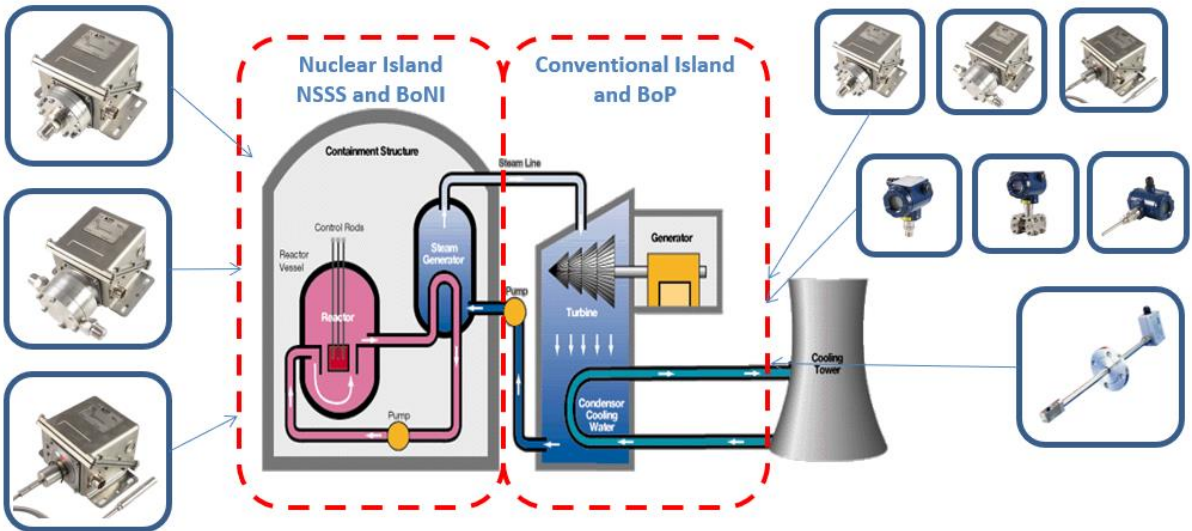 Nuclear Island
NSSS and BoNI
Conventional Island
and BoP
Containment Structure
Steam Line
Control Rods
Reactor
Vessel
Steam
Generator
Generator
Pump
Reactor
Turbine
Cooling
Tower
Condensor
Cooling
Water
Pump